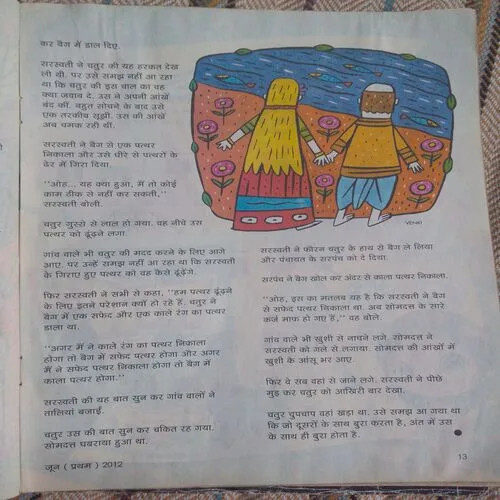 कर बैग में डाल दिए.
सरस्वती ने चतुर की यह हरकत देख
ली थी. पर उसे समझ नहीं आ रहा
था कि चतुर की इस चाल का वह
क्या जवाब दे. उस ने अपनी आंखें
बंद कीं. बहुत सोचने के बाद उसे
एक तरकीब सूझी. उस की आंखें
अब चमक रही थीं.
सरस्वती ने बैग से एक पत्थर
निकाला और उसे धीरे से पत्थरों के
ढेर में गिरा दिया.
''ओह... यह क्या हुआ, मैं तो कोई
काम ठीक से नहीं कर सकती,''
सरस्वती बोली.
चतुर गुस्से से लाल हो गया. वह नीचे उस
पत्थर को ढूंढ़ने लगा.
गांव वाले भी चतुर की मदद करने के लिए आगे
आए. पर उन्हें समझ नहीं आ रहा था कि सरस्वती
के गिराए हुए पत्थर को वह कैसे ढूंढ़ेंगे.
फिर सरस्वती ने सभी से कहा, ''हम पत्थर ढूंढ़ने
के लिए इतने परेशान क्यों हो रहे हैं. चतुर ने
बैग में एक सफेद और एक काले रंग का पत्थर
डाला था.
''अगर मैं ने काले रंग का पत्थर निकाला
होगा तो बैग में सफेद पत्थर होगा और अगर
मैं ने सफेद पत्थर निकाला होगा तो बैग में
काला पत्थर होगा.''
सरस्वती की यह बात सुन कर गांव वालों ने
तालियां बजाईं.
चतुर उस की बात सुन कर चकित रह गया.
सोमदत्त घबराया हुआ था.
जून ( प्रथम ) 2012
सरस्वती ने फौरन चतुर के हाथ से बैग ले लिया
और पंचायत के सरपंच को दे दिया.
सरपंच ने बैग खोल कर अंदर से काला पत्थर निकाला.
''ओह, इस का मतलब यह है कि सरस्वती ने बैग
से सफेद पत्थर निकाला था. अब सोमदत्त के सारे
कर्ज माफ हो गए हैं,'' वह बोले.
गांव वाले भी खुशी से नाचने लगे. सोमदत्त ने
सरस्वती को गले से लगाया. सोमदत्त की आंखों में
खुशी के आंसू भर आए.
फिर वे सब वहां से जाने लगे. सरस्वती ने पीछे
मुड़ कर चतुर को आखिरी बार देखा.
चतुर चुपचाप वहां खड़ा था. उसे समझ आ गया था
कि जो दूसरों के साथ बुरा करता है, अंत में उस
के साथ ही बुरा होता है.
13